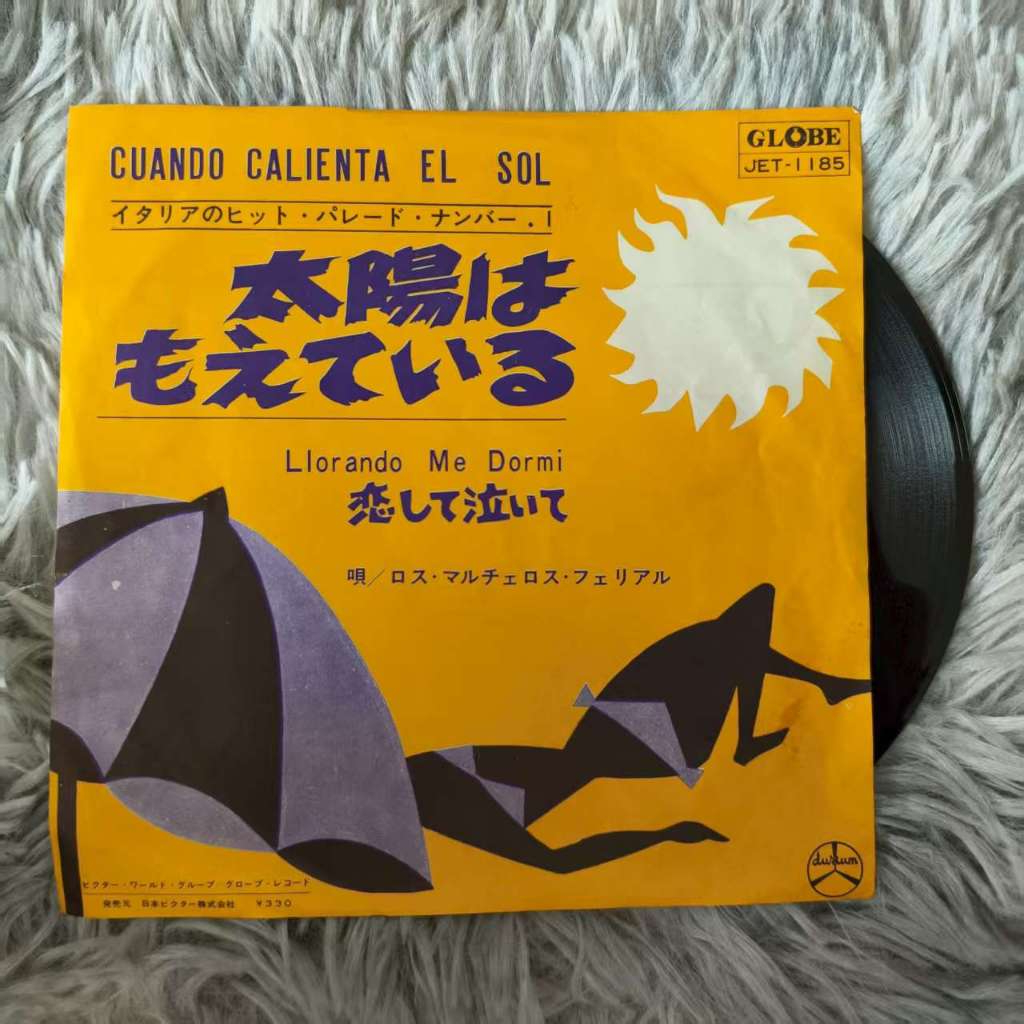 CUANDO CALIENTA EL SOL
GLOBE
JET-1185
イタリアのヒット・パレード・ナンバー.1
太陽は
もえている
Llorando Me Dormi
恋して泣いて
唄/ロス・マルチェロス・フェリアル
durium
ビクター・ワールド・グループ/グローブ・レコード
発売元 日本ビクター株式会社 ¥330